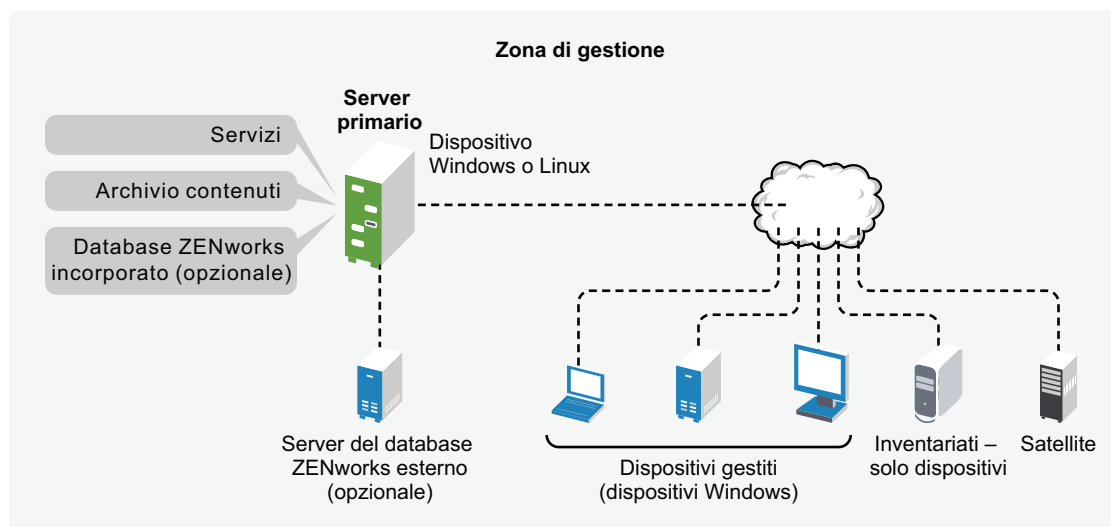 Zona di gestione
Server
primario
Dispositivo
Windows o Linux
Servizi
Archivio contenuti
Database ZENworks
incorporato (opzionale)
Server del database
ZENworks esterno
(opzionale)
Dispositivi gestiti
(dispositivi Windows)
Inventariati –
solo dispositivi
Satellite